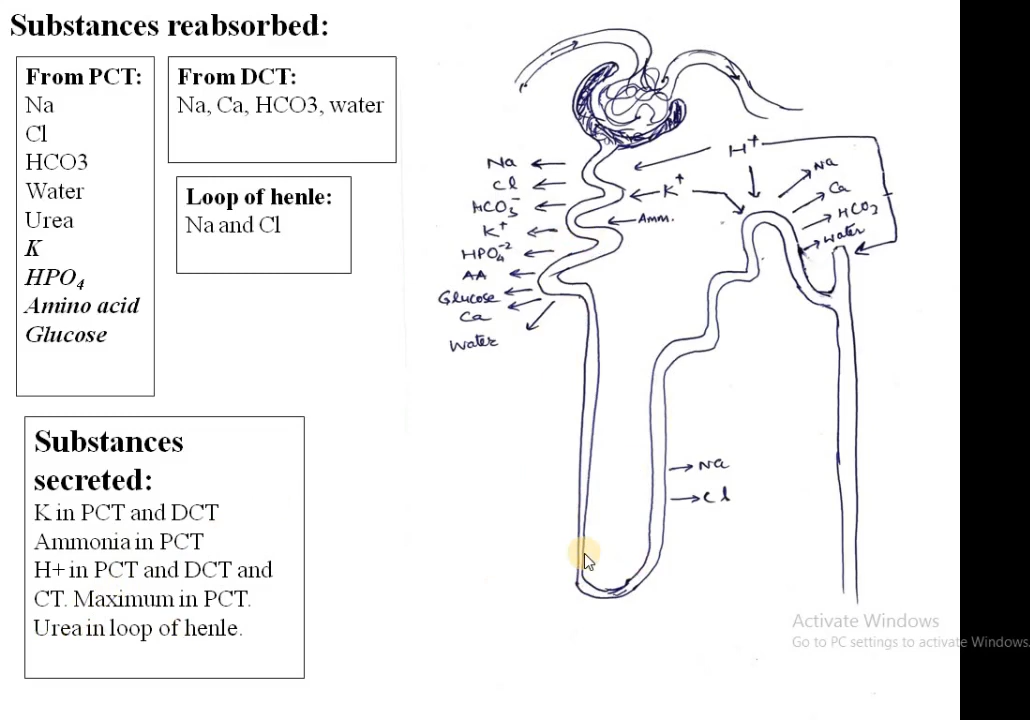 Substances reabsorbed:
From PCT:
Na
Cl
HCO3
Water
Urea
K
HPO4
Amino acid
Glucose
From DCT:
Na, Ca, HCO3, water
Loop of henle:
Na and Cl
Substances
secreted:
K in PCT and DCT
Ammonia in PCT
H+ in PCT and DCT and
CT. Maximum in PCT.
Urea in loop of henle.
Na
Cl
HCO3-
K+
HPO4-2
AA
Glucose
Ca
Water
H+
K+
Amm.
Na
Ca
HCO3
Water
Na
Cl
Activate Windows
Go to PC settings to activate Windows.